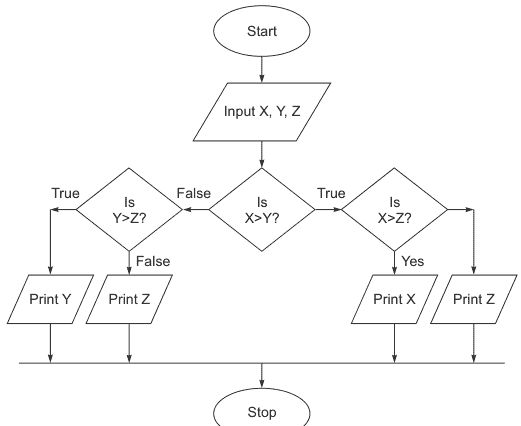 Start
Input X, Y, Z
True
Is
Y>Z?
False
Is
X>Y?
True
Is
X>Z?
False
Yes
Print Y
Print Z
Print X
Print Z
Stop